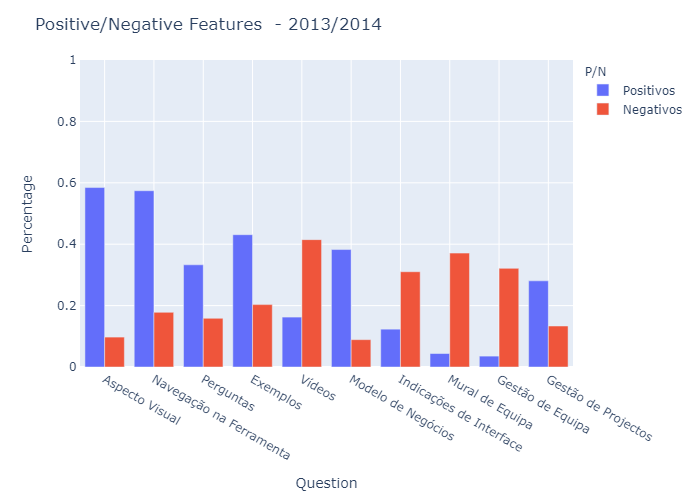 Positive/Negative Features - 2013/2014
P/N
Positivos
Negativos
1
0.8
0.6
0.4
0.2
0
Percentage
Aspecto Visual
Navegação na Ferramenta
Perguntas
Exemplos
Vídeos
Modelo de Negócios
Indicações de Interface
Mural de Equipa
Gestão de Equipa
Gestão de Projectos
Question